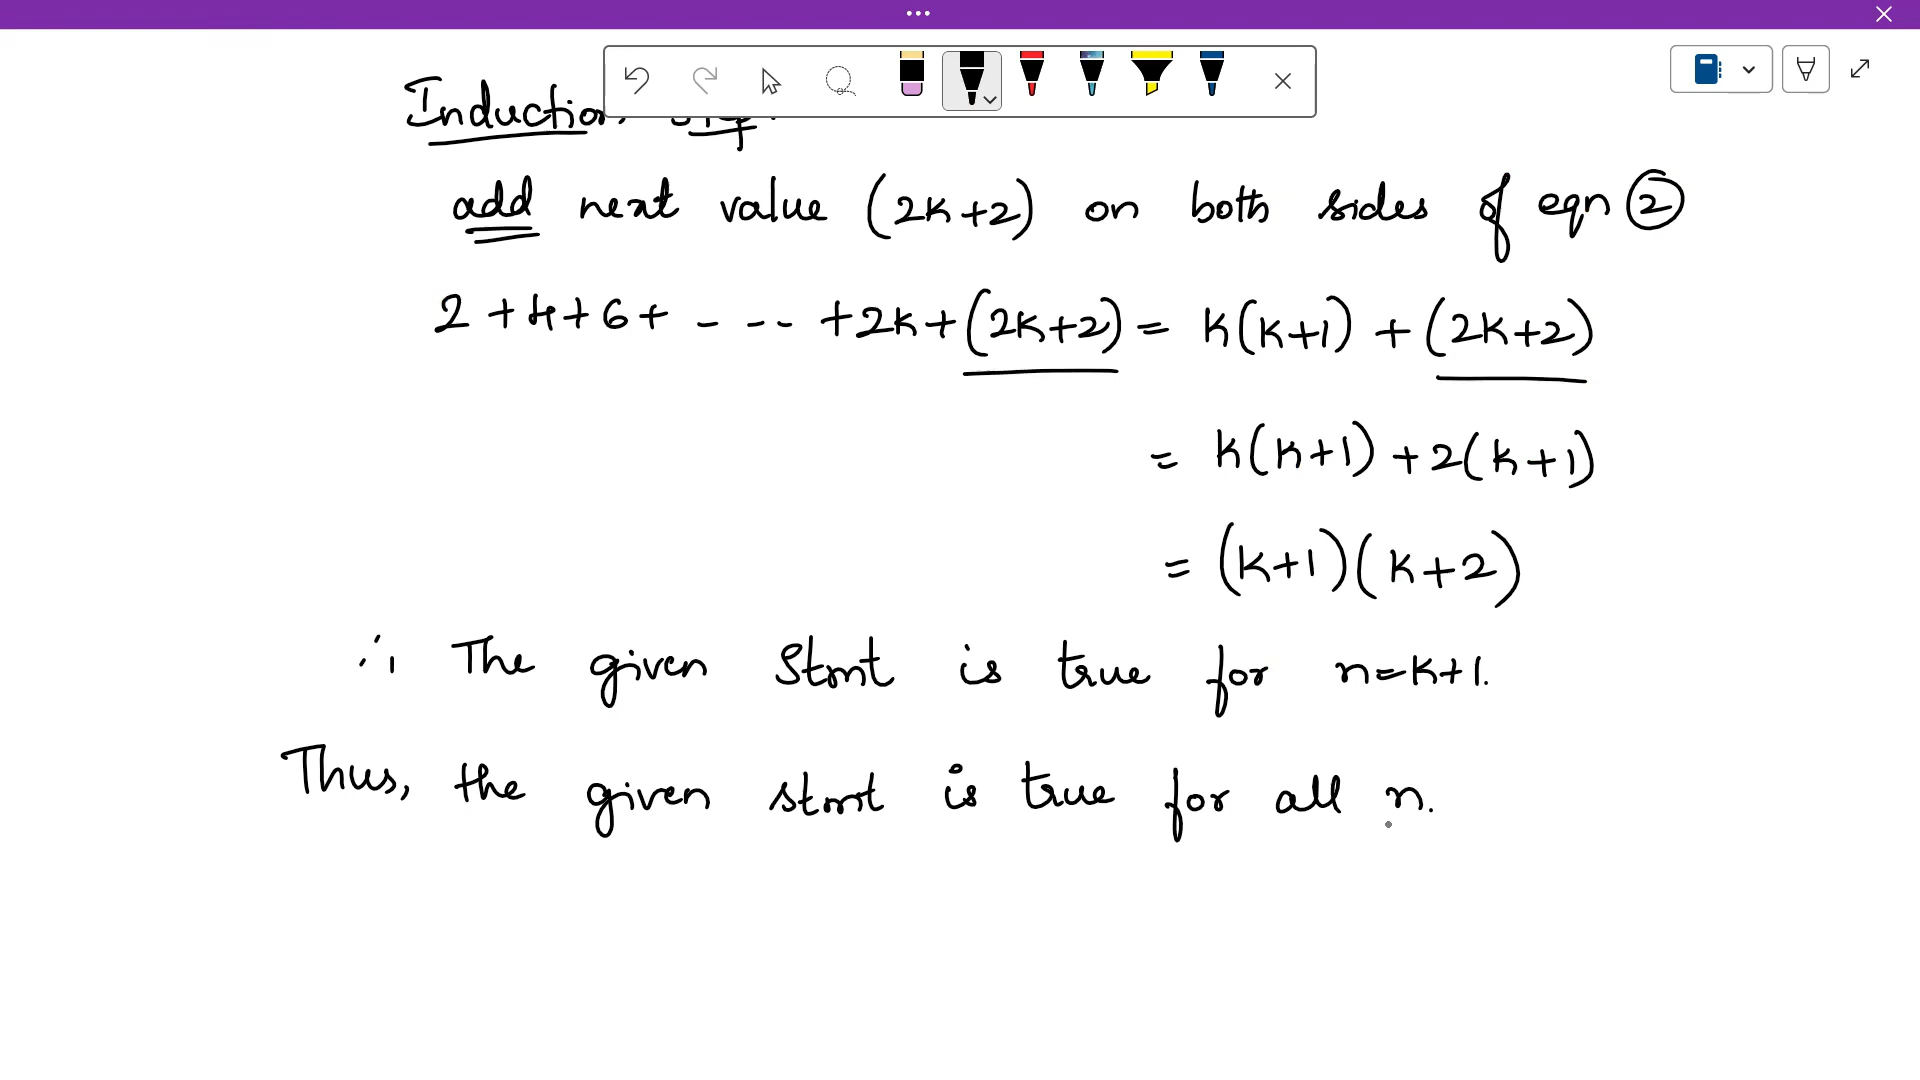 Induction Step
add next value (2k+2) on both sides of eqn ②
2+4+6+ - -- +2k+(2k+2) = k(k+1) + (2k+2)
= k(k+1) +2(k+1)
= (k+1)(k+2)
∴ The given Stmt is true for n=k+1.
Thus, the given stmt is true for all n.